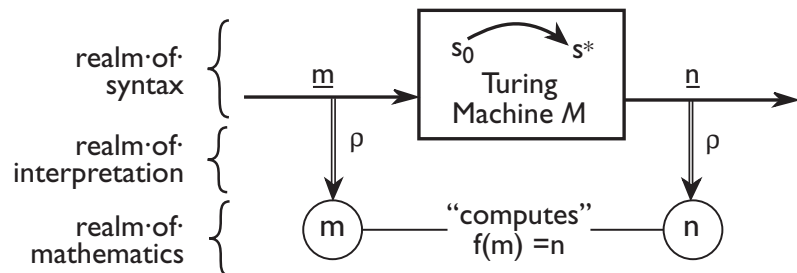 realm·of·
syntax
m
s0 s*
Turing
Machine M
n
realm·of·
interpretation
ρ
ρ
realm·of·
mathematics
m
"computes"
f(m) =n
n